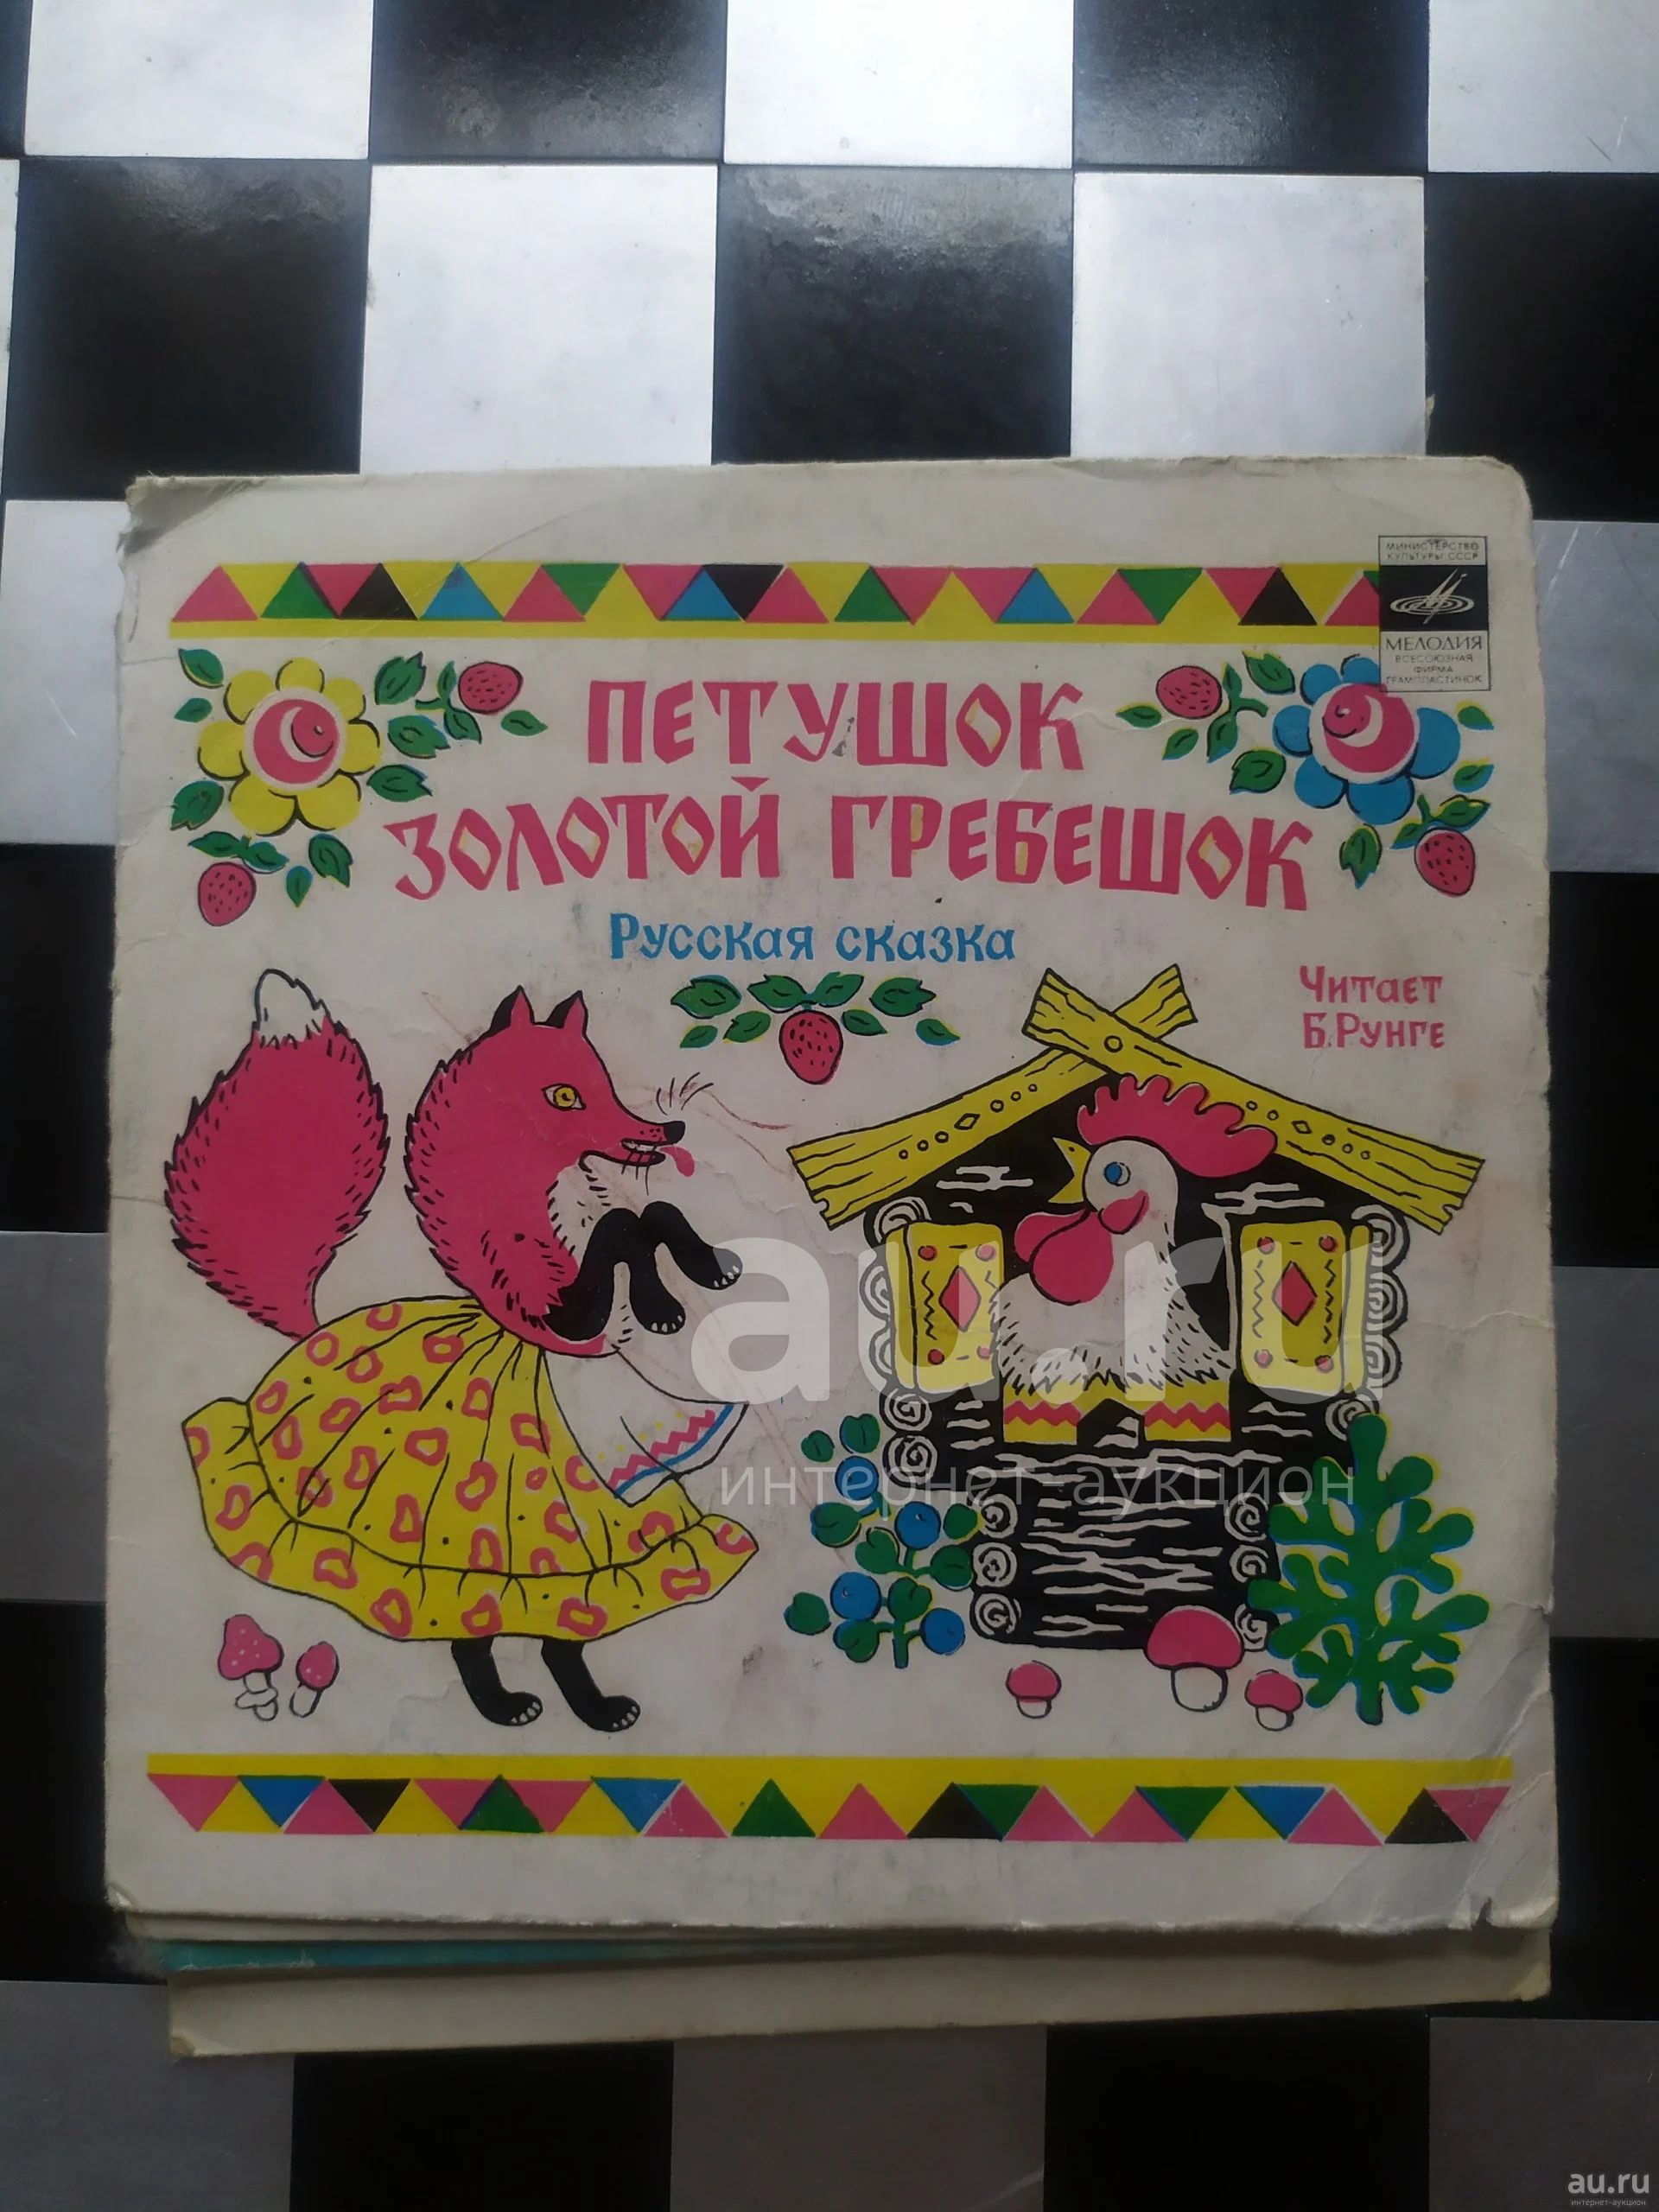 МИНИСТЕРСТВО
КУЛЬТУРЫ СССР
МЕЛОДИЯ
ВСЕСОЮЗНАЯ
ФИРМА
ГРАМПЛАСТИНОК
ПЕТУШОК
ЗОЛОТОЙ ГРЕБЕШОК
Русская сказка
Читает
Б. Рунге
au.ru
интернет-аукцион
au.ru
интернет-аукцион